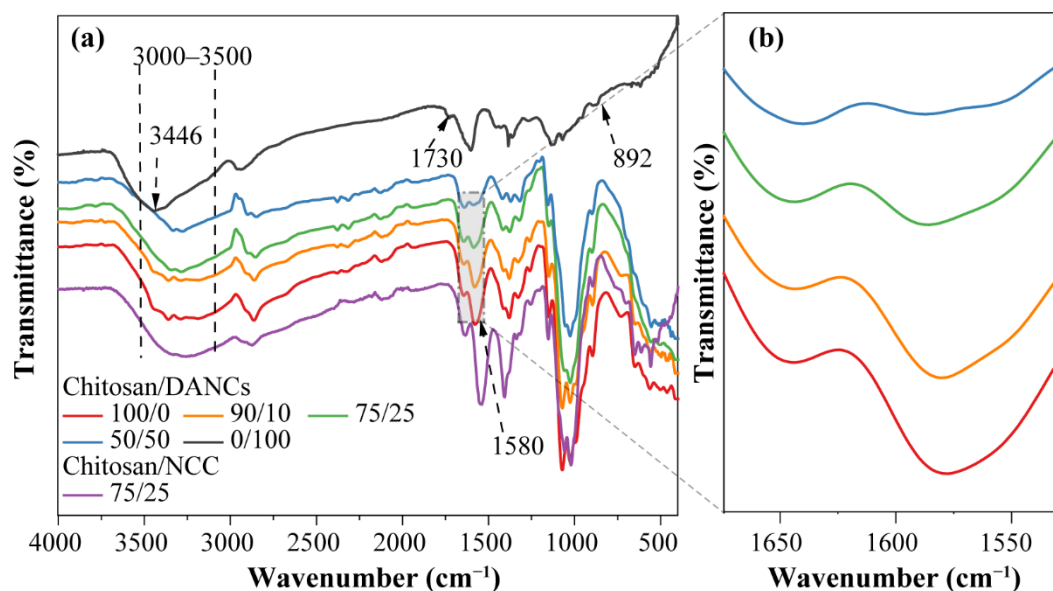 (a)
3000–3500
3446
1730
892
1580
Transmittance (%)
Chitosan/DANCs
100/0 90/10 75/25
50/50 0/100
Chitosan/NCC
75/25
4000 3500 3000 2500 2000 1500 1000 500
Wavenumber (cm⁻¹)
(b)
Transmittance (%)
1650 1600 1550
Wavenumber (cm⁻¹)